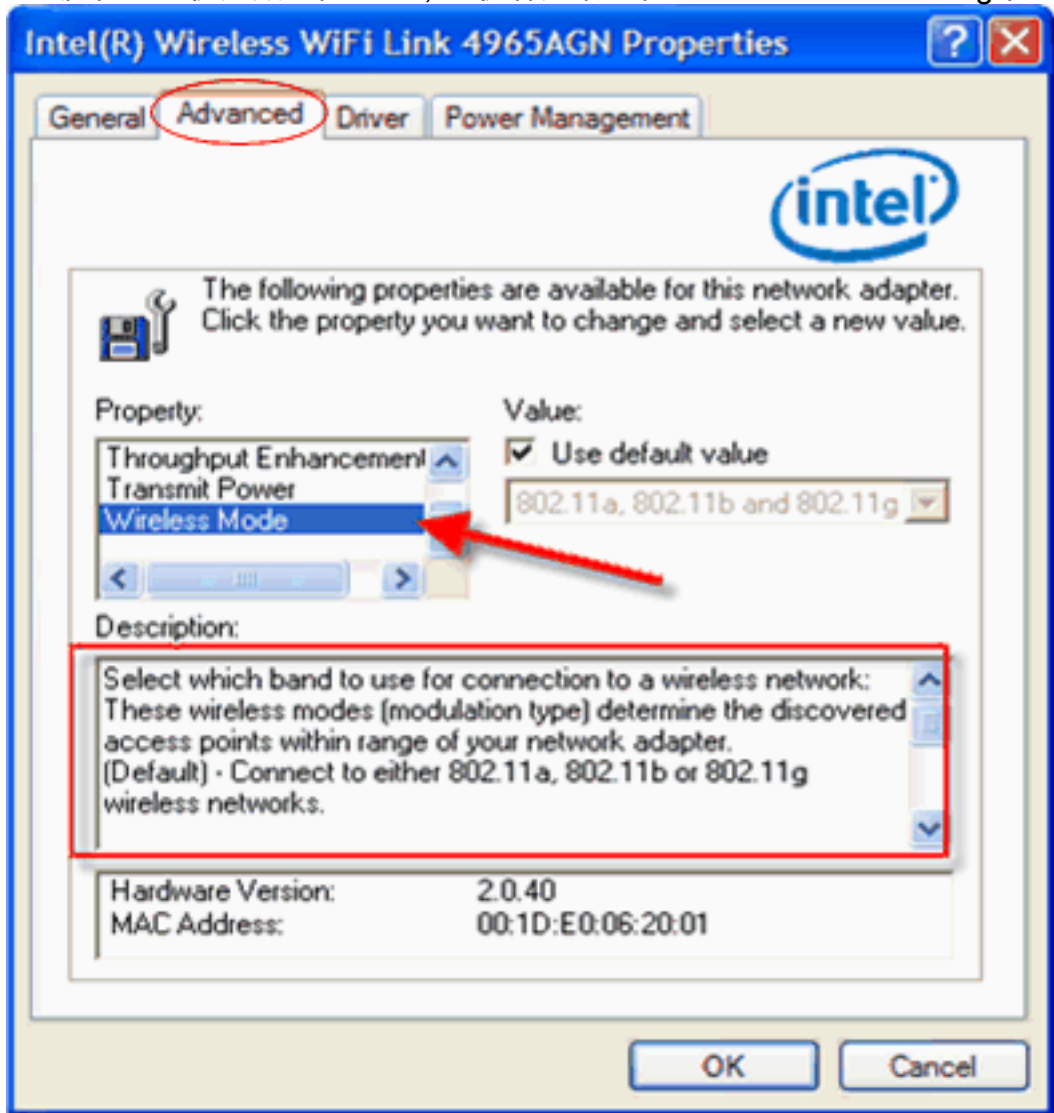 Intel(R) Wireless WiFi Link 4965AGN Properties
General Advanced Driver Power Management
intel
The following properties are available for this network adapter.
Click the property you want to change and select a new value.
Property:
Value:
Throughput Enhancement
Transmit Power
Wireless Mode
Use default value
802.11a, 802.11b and 802.11g
Description:
Select which band to use for connection to a wireless network:
These wireless modes (modulation type) determine the discovered
access points within range of your network adapter.
(Default) - Connect to either 802.11a, 802.11b or 802.11g
wireless networks.
Hardware Version: 2.0.40
MAC Address: 00:1D:E0:06:20:01
OK Cancel